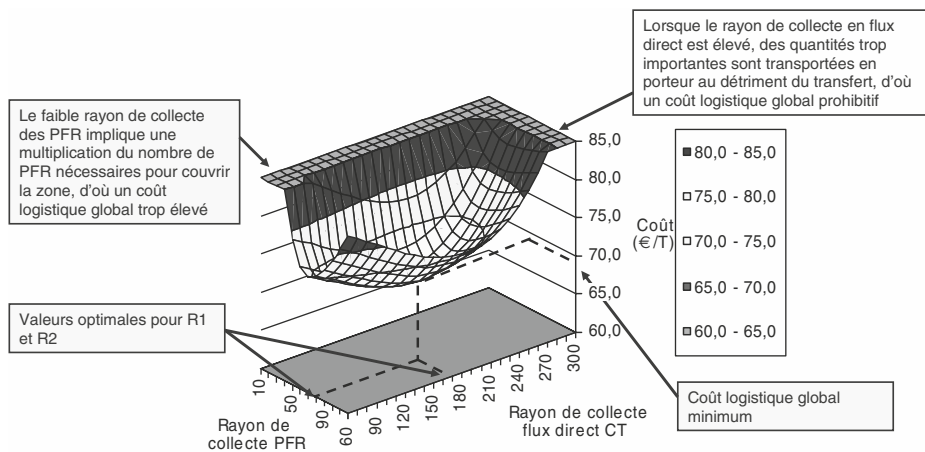 Lorsque le rayon de collecte en flux
direct est élevé, des quantités trop
importantes sont transportées en
porteur au détriment du transfert, d'où
un coût logistique global prohibitif
Le faible rayon de collecte
des PFR implique une
multiplication du nombre de
PFR nécessaires pour couvrir
la zone, d'où un coût
logistique global trop élevé
85,0
80,0
75,0
70,0
65,0
60,0
Coût
(€/T)
80,0 - 85,0
75,0 - 80,0
70,0 - 75,0
65,0 - 70,0
60,0 - 65,0
Valeurs optimales pour R1
et R2
10
50
90
60
90
120
150
180
210
240
270
300
Rayon de
collecte PFR
Rayon de collecte
flux direct CT
Coût logistique global
minimum